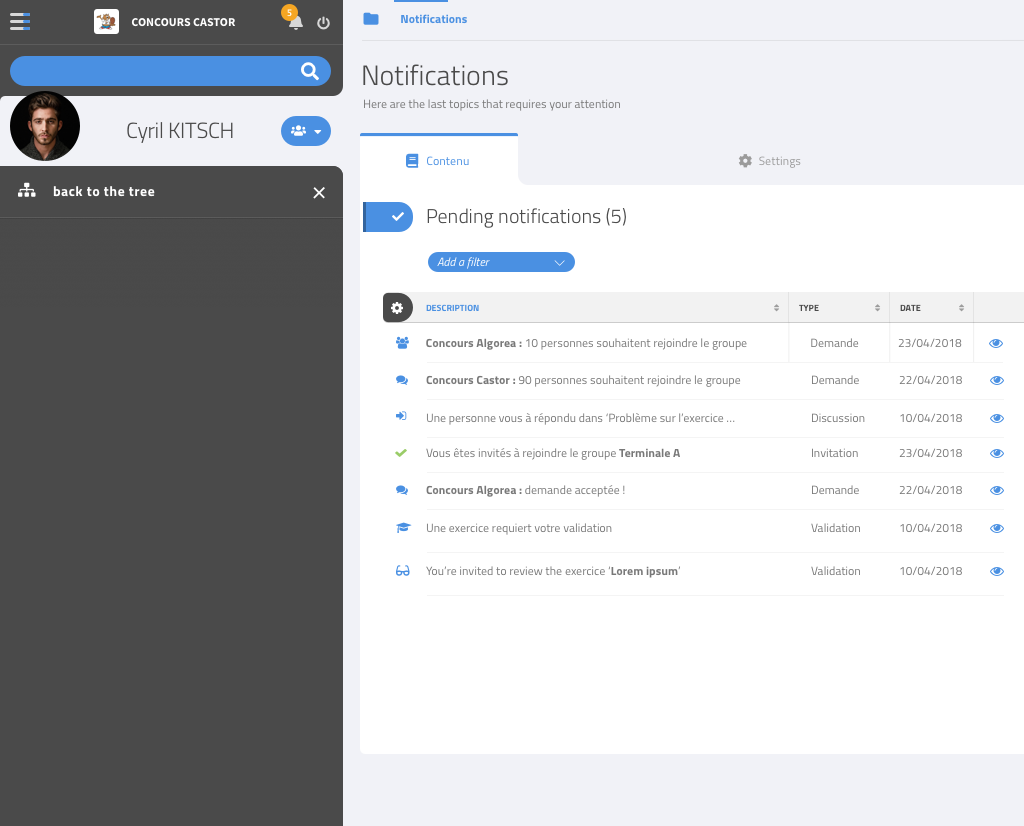 CONCOURS CASTOR
5
Cyril KITSCH
back to the tree
Notifications
Notifications
Here are the last topics that requires your attention
Contenu
Settings
Pending notifications (5)
Add a filter
DESCRIPTION TYPE DATE
Concours Algorea : 10 personnes souhaitent rejoindre le groupe Demande 23/04/2018
Concours Castor : 90 personnes souhaitent rejoindre le groupe Demande 22/04/2018
Une personne vous à répondu dans ‘Problème sur l’exercice ... Discussion 10/04/2018
Vous êtes invités à rejoindre le groupe Terminale A Invitation 23/04/2018
Concours Algorea : demande acceptée ! Demande 22/04/2018
Une exercice requiert votre validation Validation 10/04/2018
You’re invited to review the exercice ‘Lorem ipsum’ Validation 10/04/2018